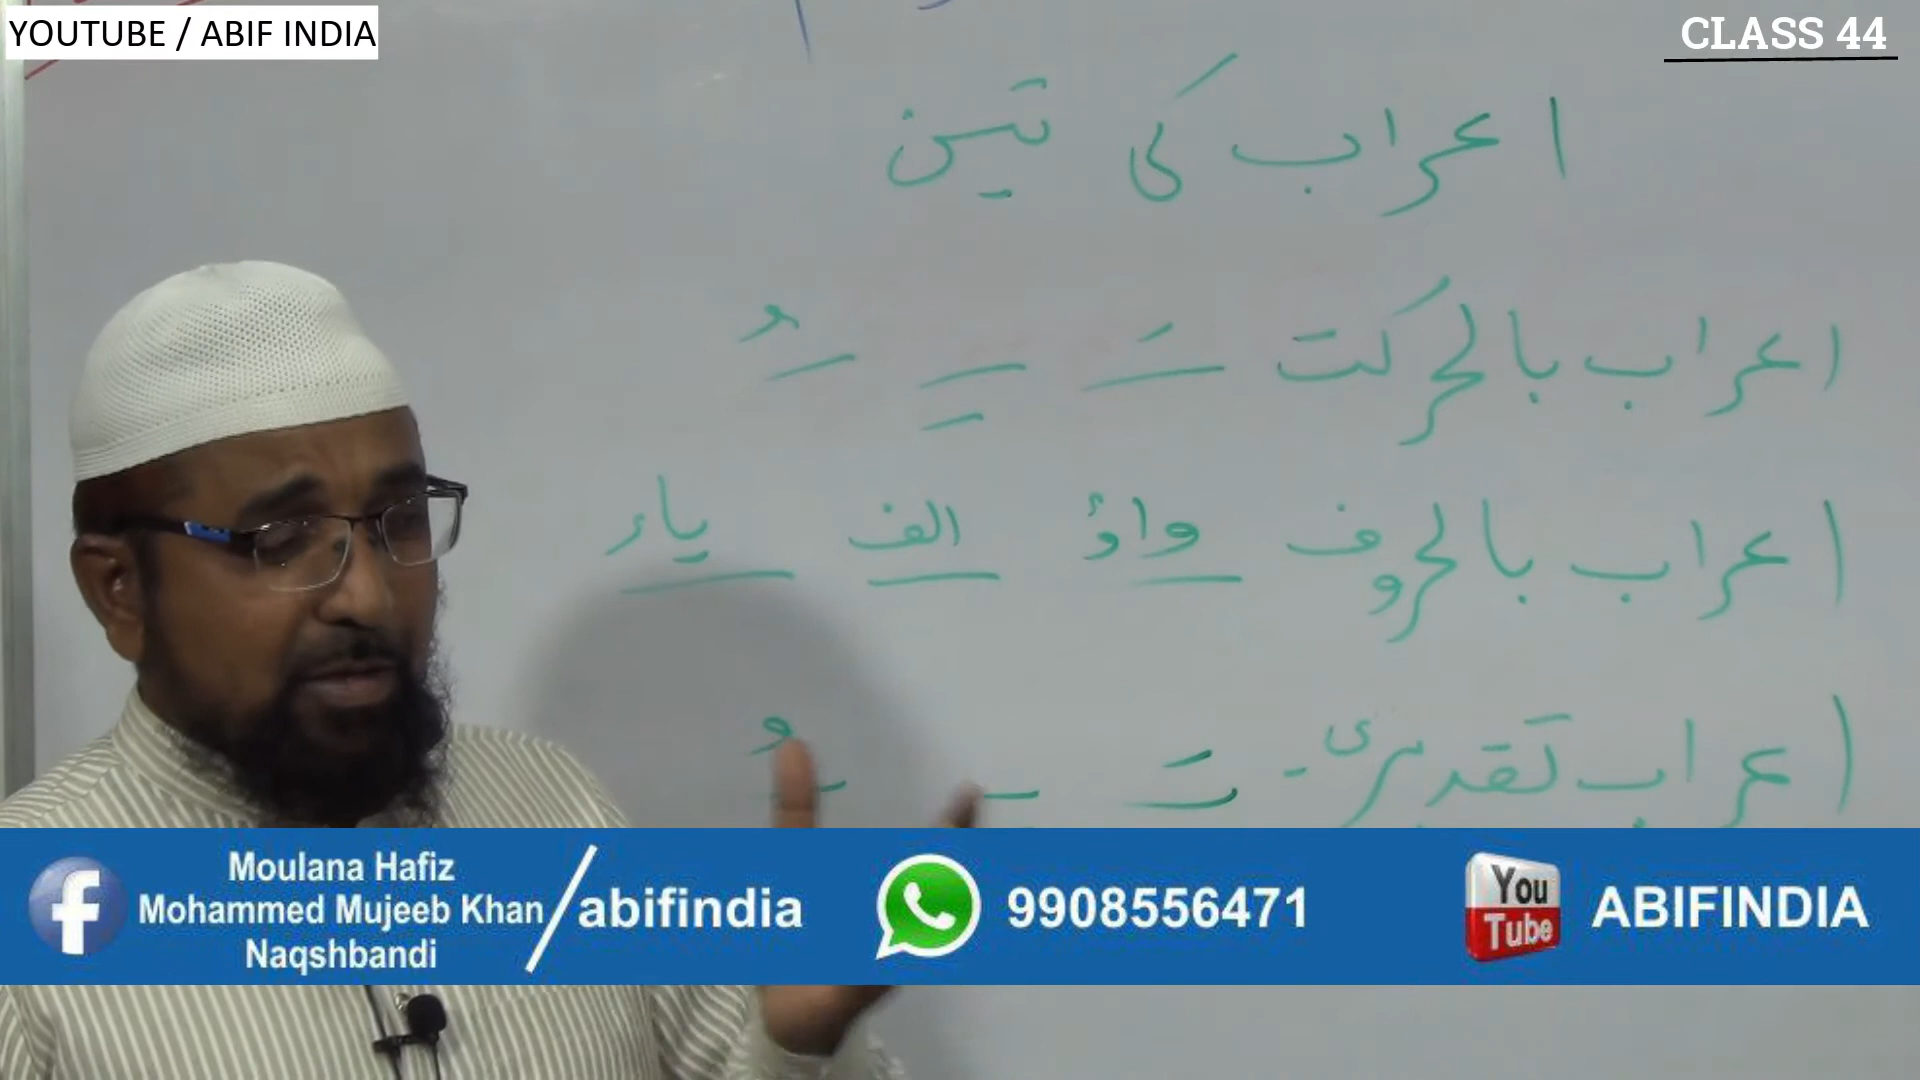 YOUTUBE / ABIF INDIA
CLASS 44
اعراب کی تین
اعراب بالحرکت ـَ ـِ ـُ
اعراب بالحروف واؤ الف یاء
اعراب تقدیری۔ ـَ ـِ ـُ
Moulana Hafiz
Mohammed Mujeeb Khan
Naqshbandi
/abifindia
9908556471
You
Tube
ABIFINDIA